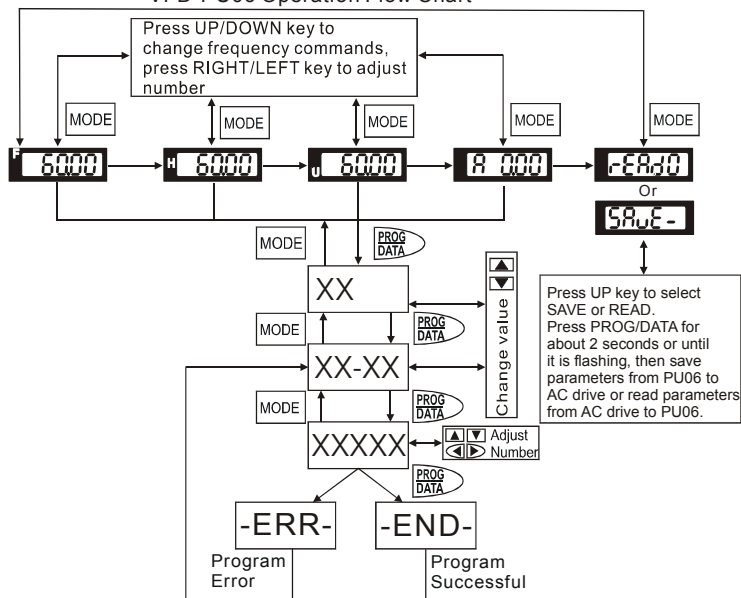 VFD-PU06 Operation Flow Chart
Press UP/DOWN key to
change frequency commands,
press RIGHT/LEFT key to adjust
number
MODE
MODE
MODE
MODE
MODE
F 60.00
H 60.00
U 60.00
A 0.00
rEAd0
Or
SAvE-
MODE
PROG
DATA
XX
MODE
PROG
DATA
XX-XX
MODE
PROG
DATA
XXXXX
PROG
DATA
Change value
Adjust
Number
Press UP key to select
SAVE or READ.
Press PROG/DATA for
about 2 seconds or until
it is flashing, then save
parameters from PU06 to
AC drive or read parameters
from AC drive to PU06.
-ERR-
-END-
Program
Error
Program
Successful